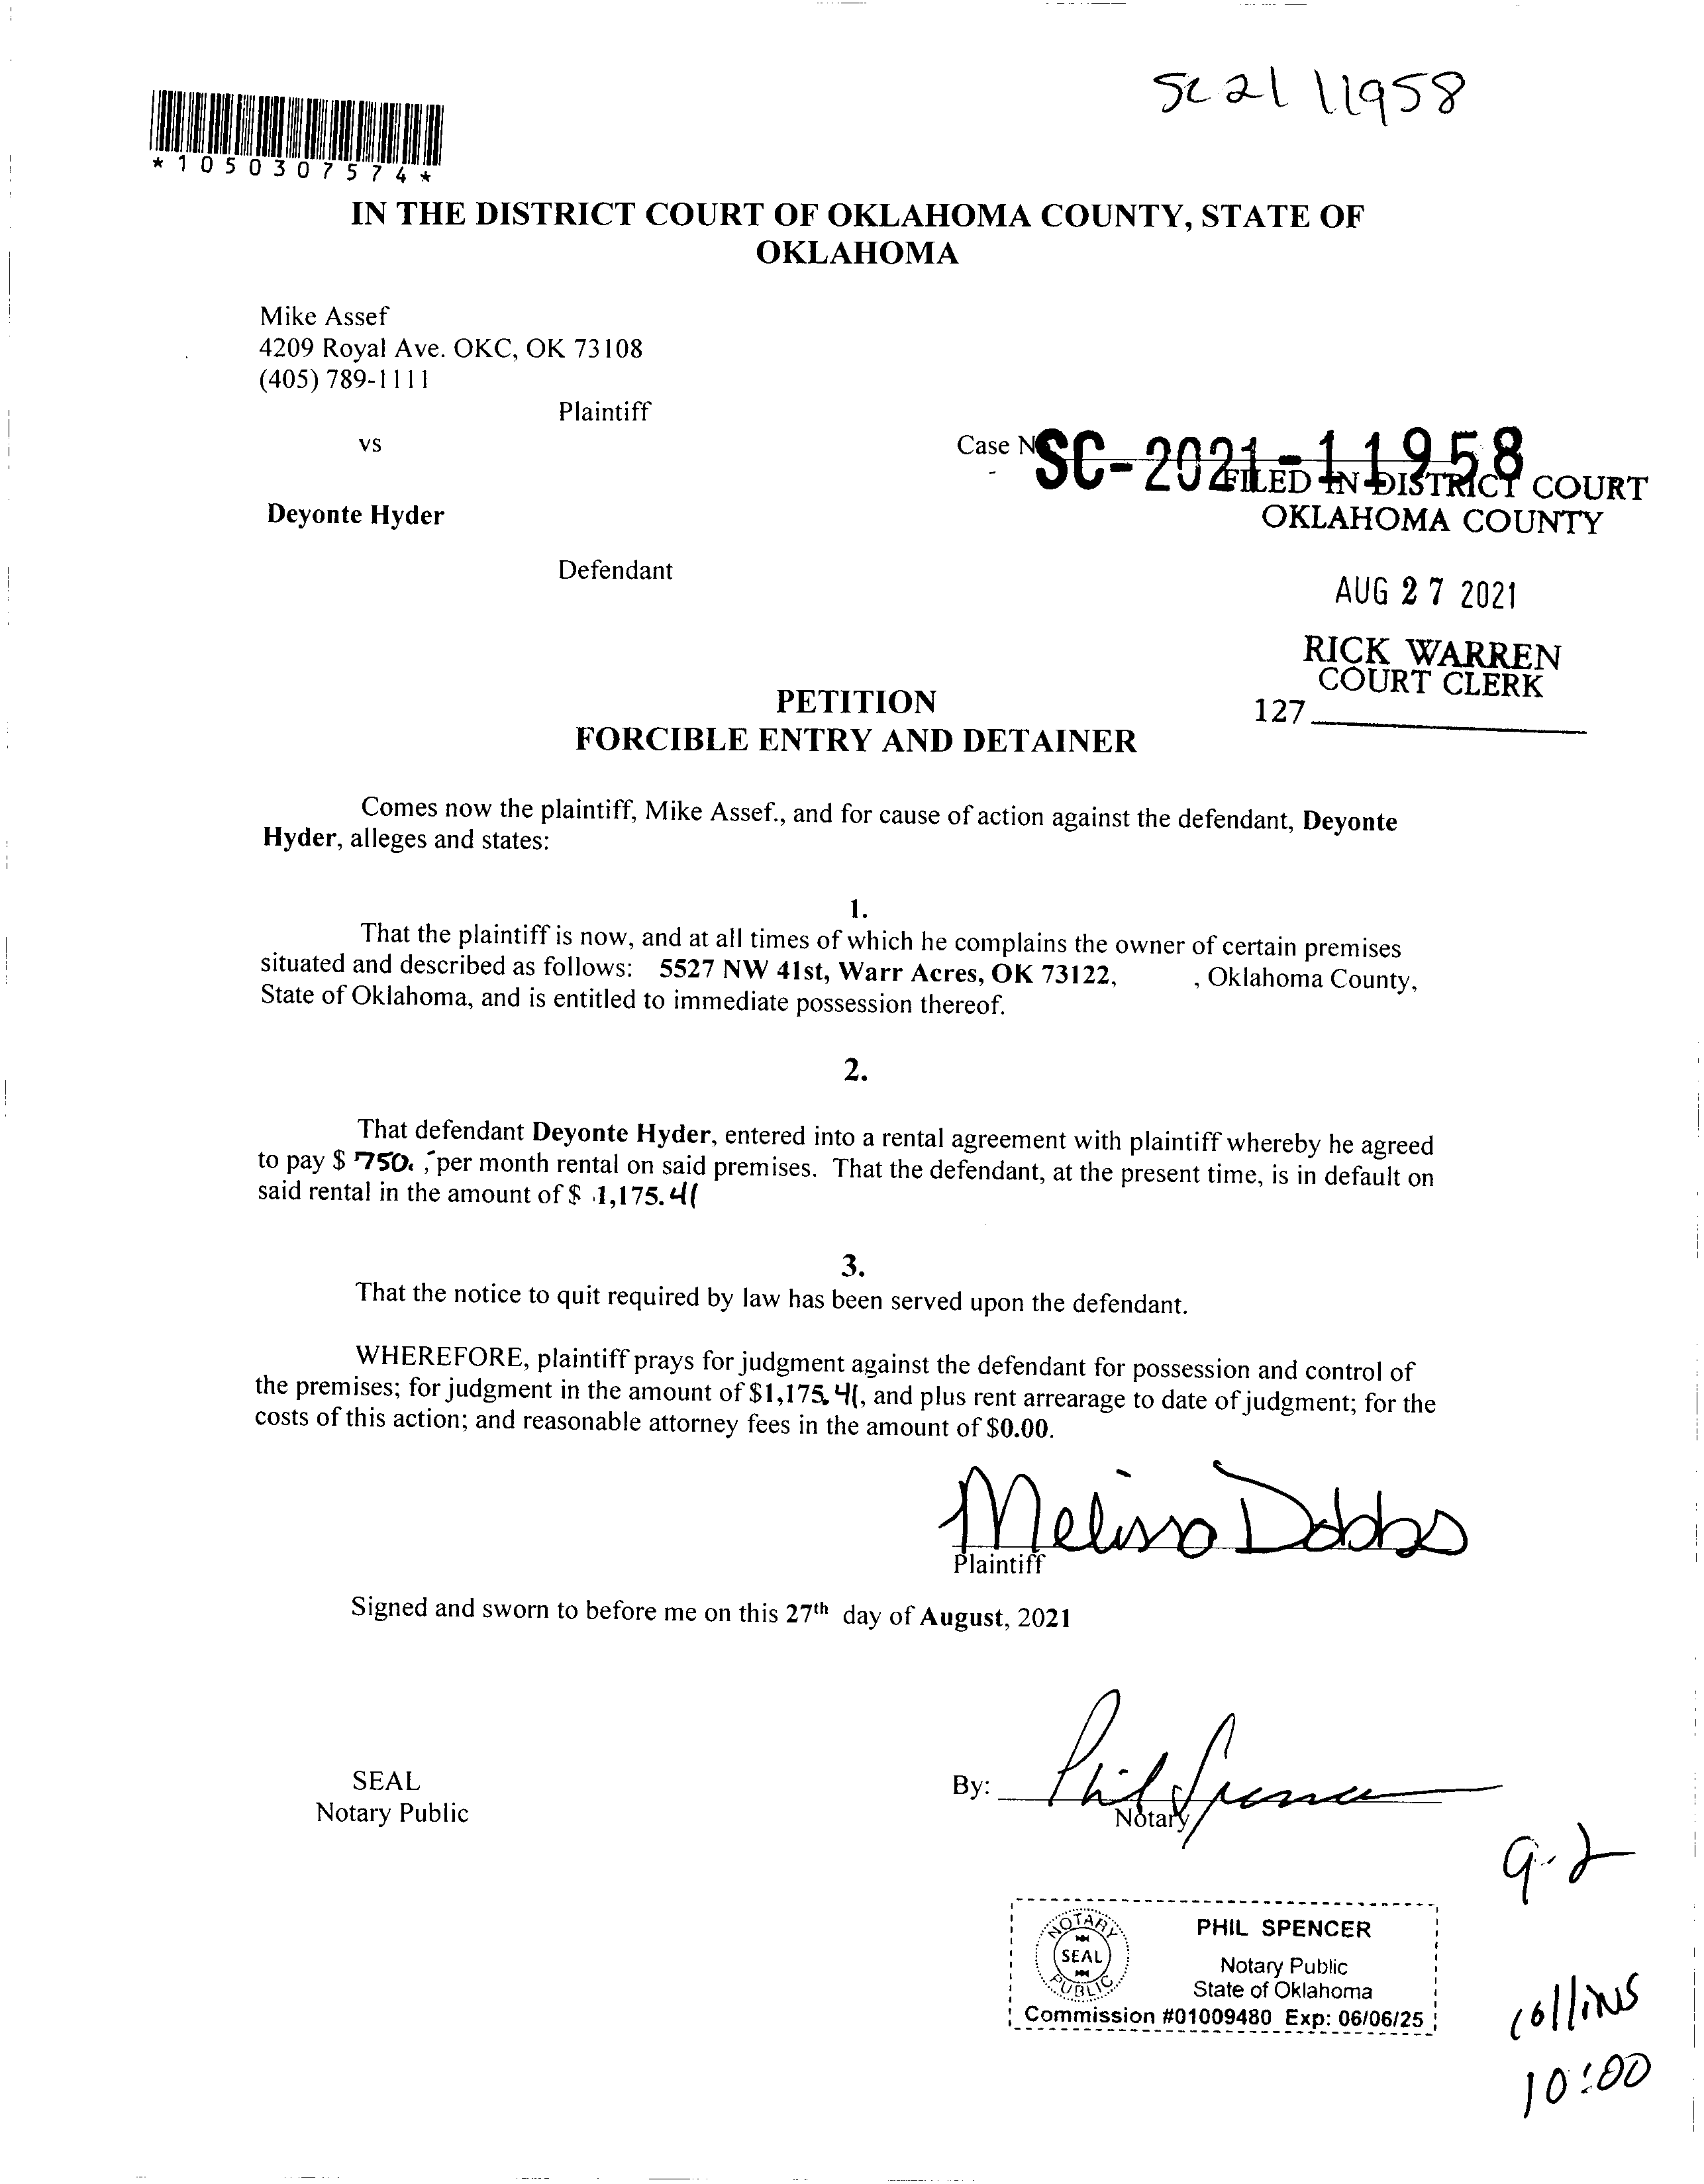 SC 21 11958
*1050307574*
IN THE DISTRICT COURT OF OKLAHOMA COUNTY, STATE OF
OKLAHOMA
Mike Assef
4209 Royal Ave. OKC, OK 73108
(405) 789-1111
Plaintiff
vs
Case N
SC-2021-11958
FILED IN DISTRICT COURT
OKLAHOMA COUNTY
Deyonte Hyder
Defendant
AUG 27 2021
RICK WARREN
COURT CLERK
127
PETITION
FORCIBLE ENTRY AND DETAINER
Comes now the plaintiff, Mike Assef., and for cause of action against the defendant, Deyonte
Hyder, alleges and states:
1.
That the plaintiff is now, and at all times of which he complains the owner of certain premises
situated and described as follows: 5527 NW 41st, Warr Acres, OK 73122, , Oklahoma County,
State of Oklahoma, and is entitled to immediate possession thereof.
2.
That defendant Deyonte Hyder, entered into a rental agreement with plaintiff whereby he agreed
to pay $ 750. , per month rental on said premises. That the defendant, at the present time, is in default on
said rental in the amount of $ 1,175.41
3.
That the notice to quit required by law has been served upon the defendant.
WHEREFORE, plaintiff prays for judgment against the defendant for possession and control of
the premises; for judgment in the amount of $1,175.41, and plus rent arrearage to date of judgment; for the
costs of this action; and reasonable attorney fees in the amount of $0.00.
Melissa Dobbs
Plaintiff
Signed and sworn to before me on this 27th day of August, 2021
SEAL
Notary Public
By: Phil Spencer
Notary
9-2
NOTARY
SEAL
PUBLIC
PHIL SPENCER
Notary Public
State of Oklahoma
Commission #01009480 Exp: 06/06/25
collins
10:00